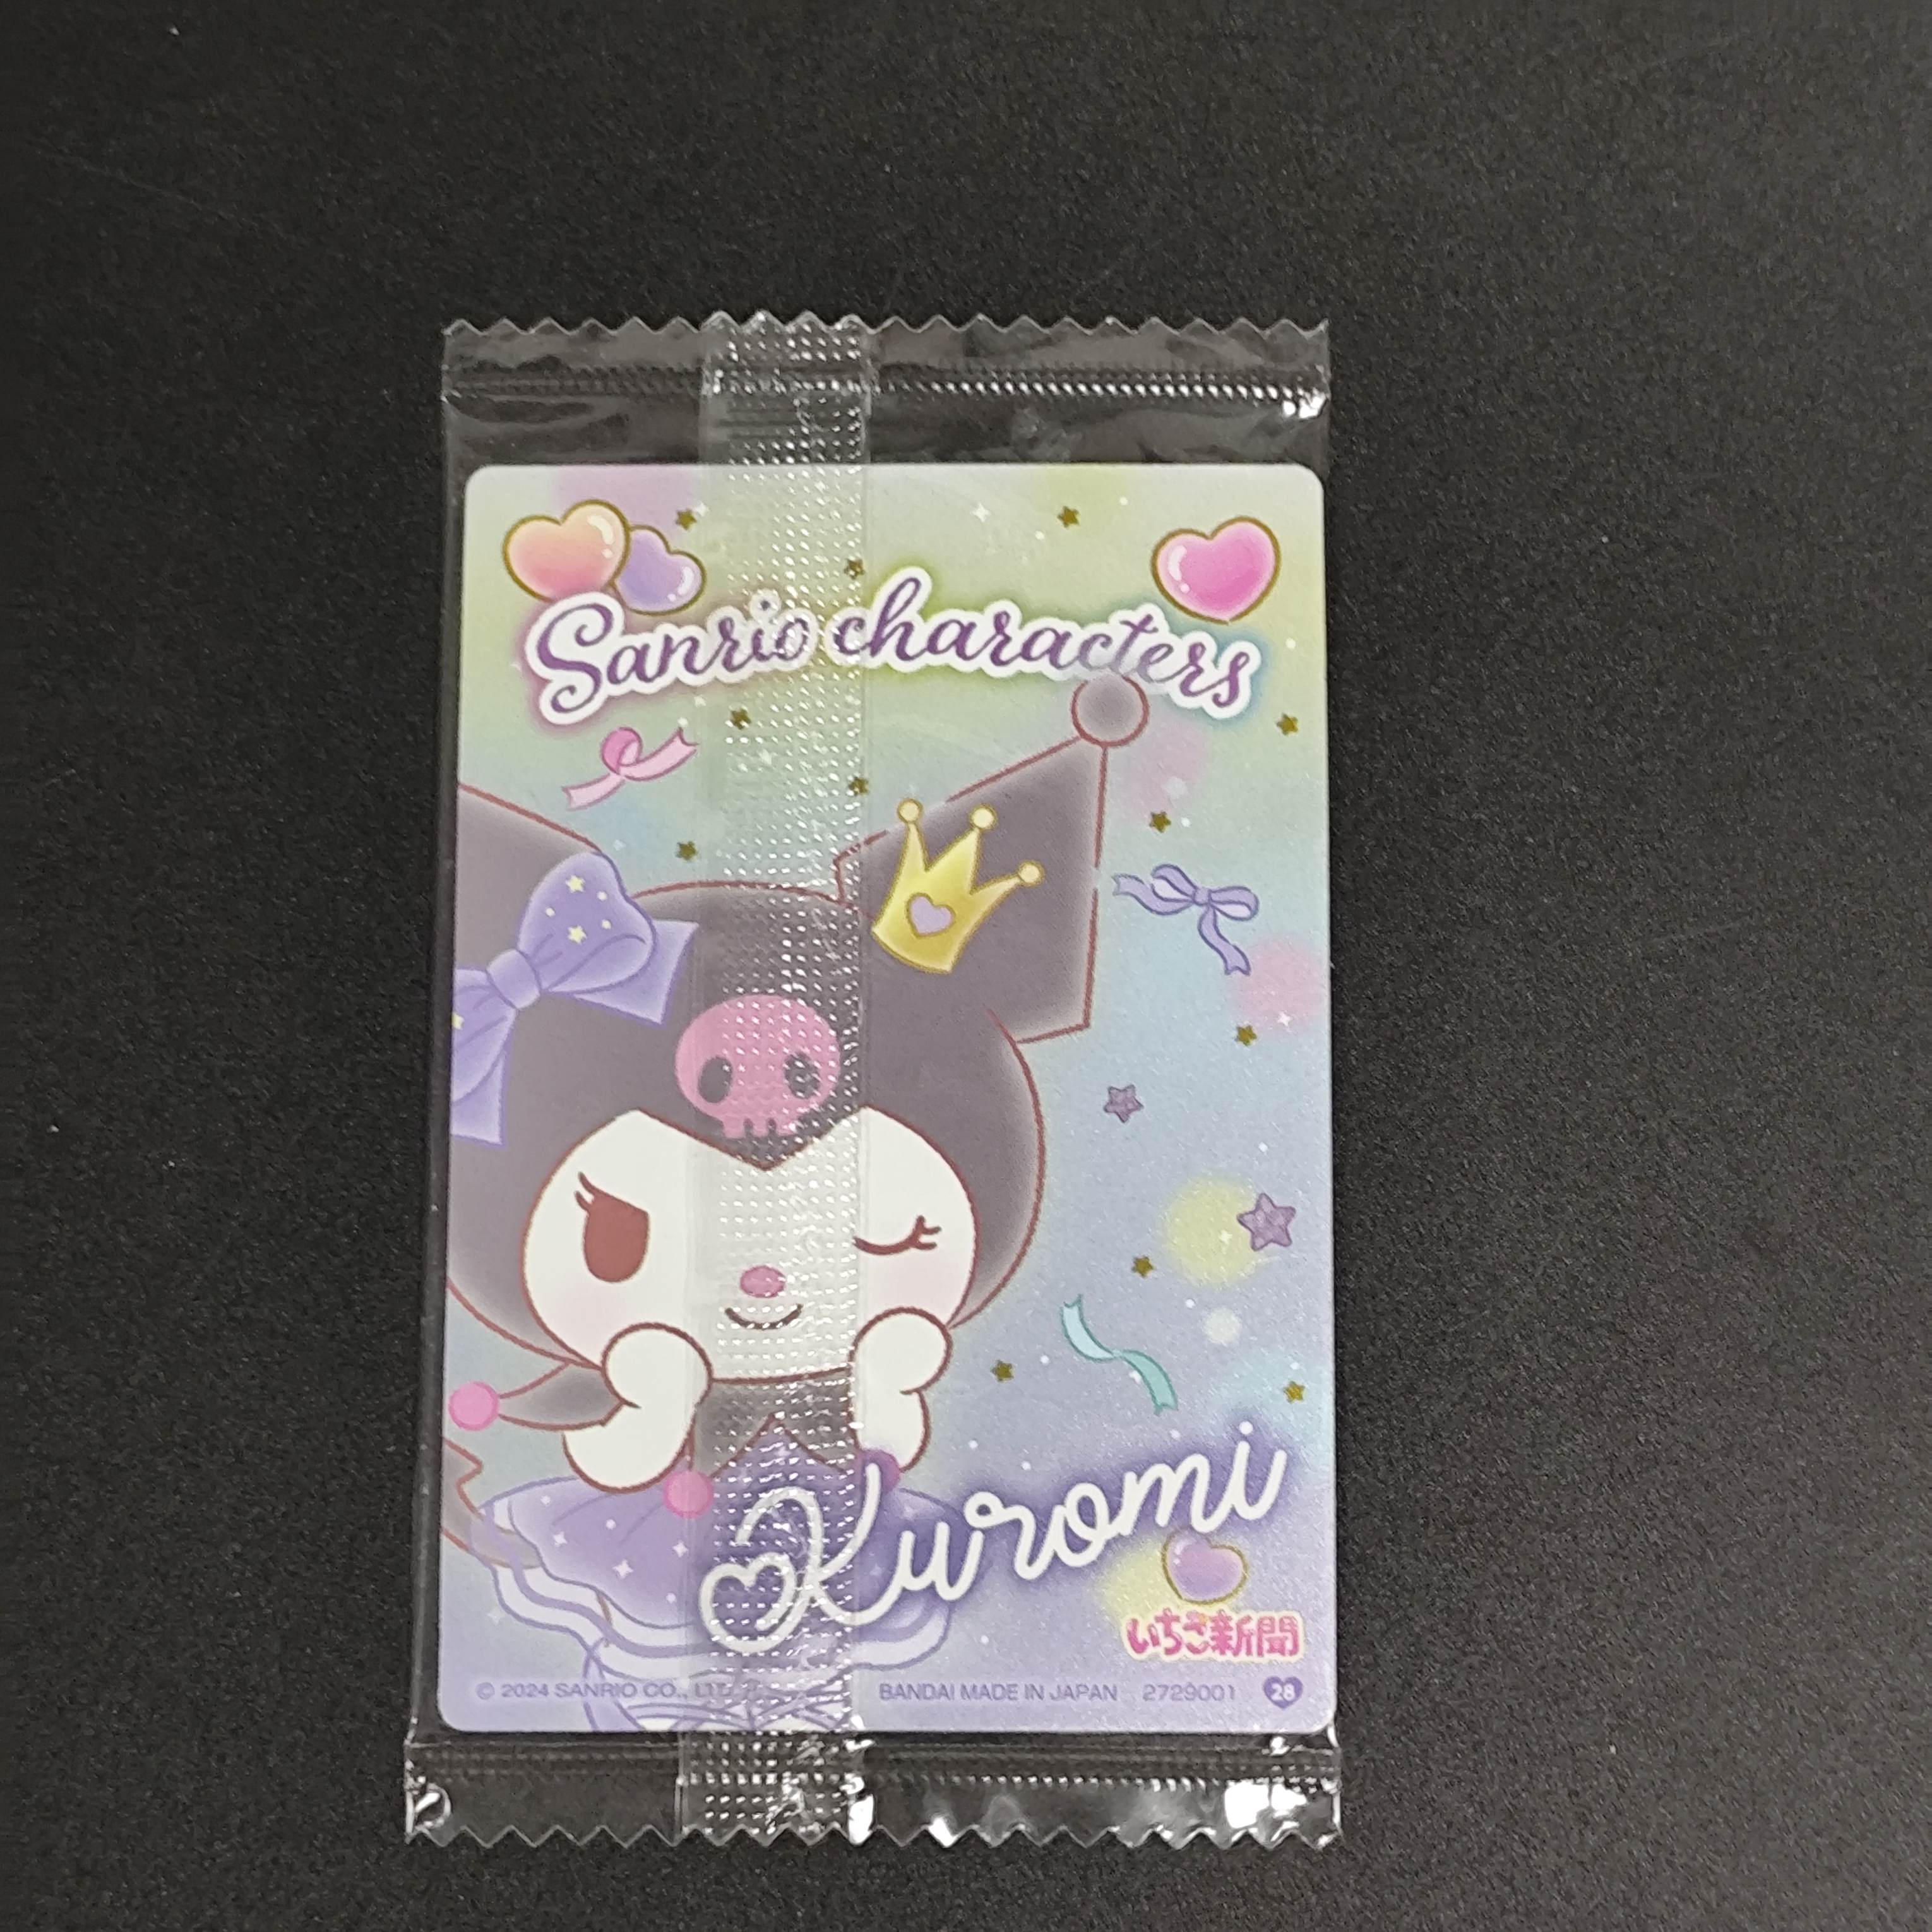 Sanrio characters
Kuromi
いちご新聞
© 2024 SANRIO CO., LTD. BANDAI MADE IN JAPAN 2729001 28